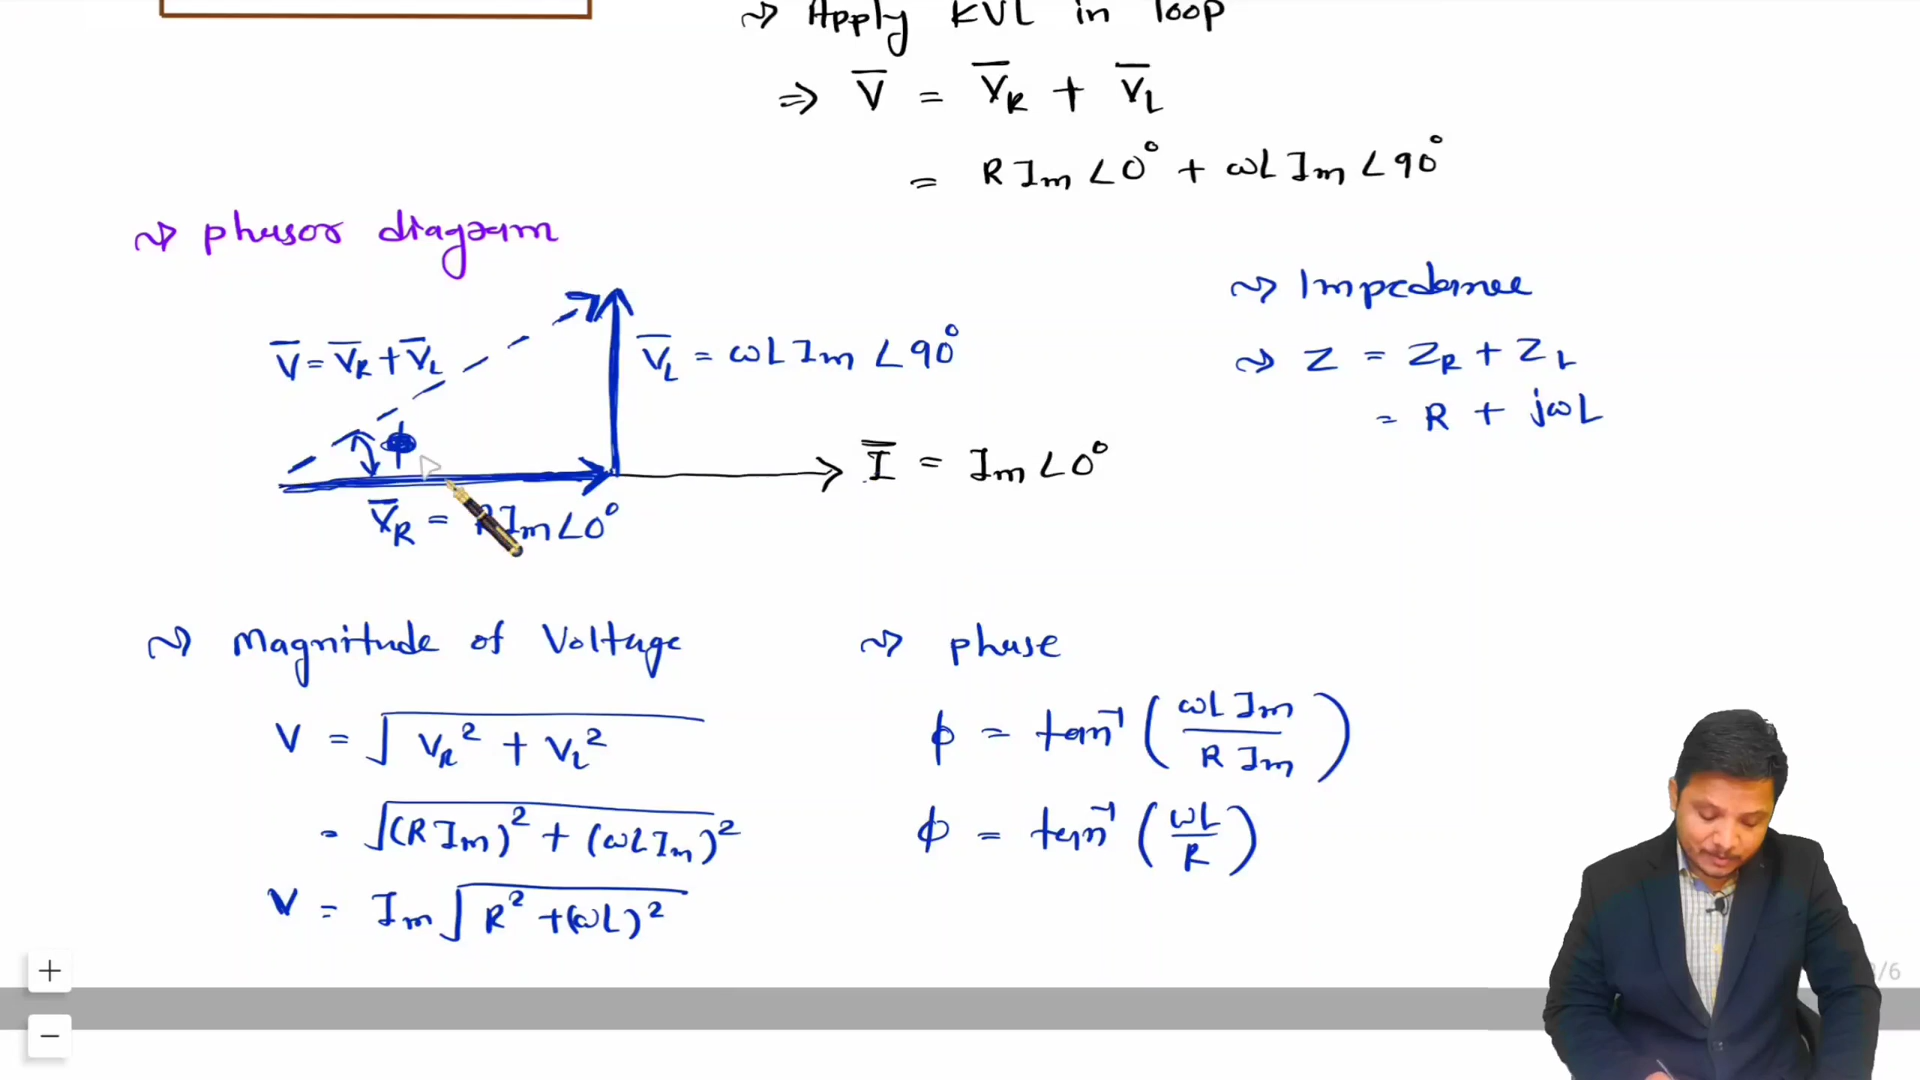 ~> Apply KVL in loop
⇒ V̅ = V̅R + V̅L
= R Im ∠0° + ωL Im ∠90°
~> phasor diagram
V̅ = V̅R + V̅L
V̅L = ωL Im ∠90°
ϕ
I̅ = Im ∠0°
V̅R = R Im ∠0°
~> Impedance
~> Z = ZR + ZL
= R + jωL
~> Magnitude of Voltage
V = √(VR² + VL²)
= √((R Im)² + (ωL Im)²)
V = Im √(R² + (ωL)²)
~> phase
ϕ = tan⁻¹ (ωL Im / R Im)
ϕ = tan⁻¹ (ωL / R)
/6